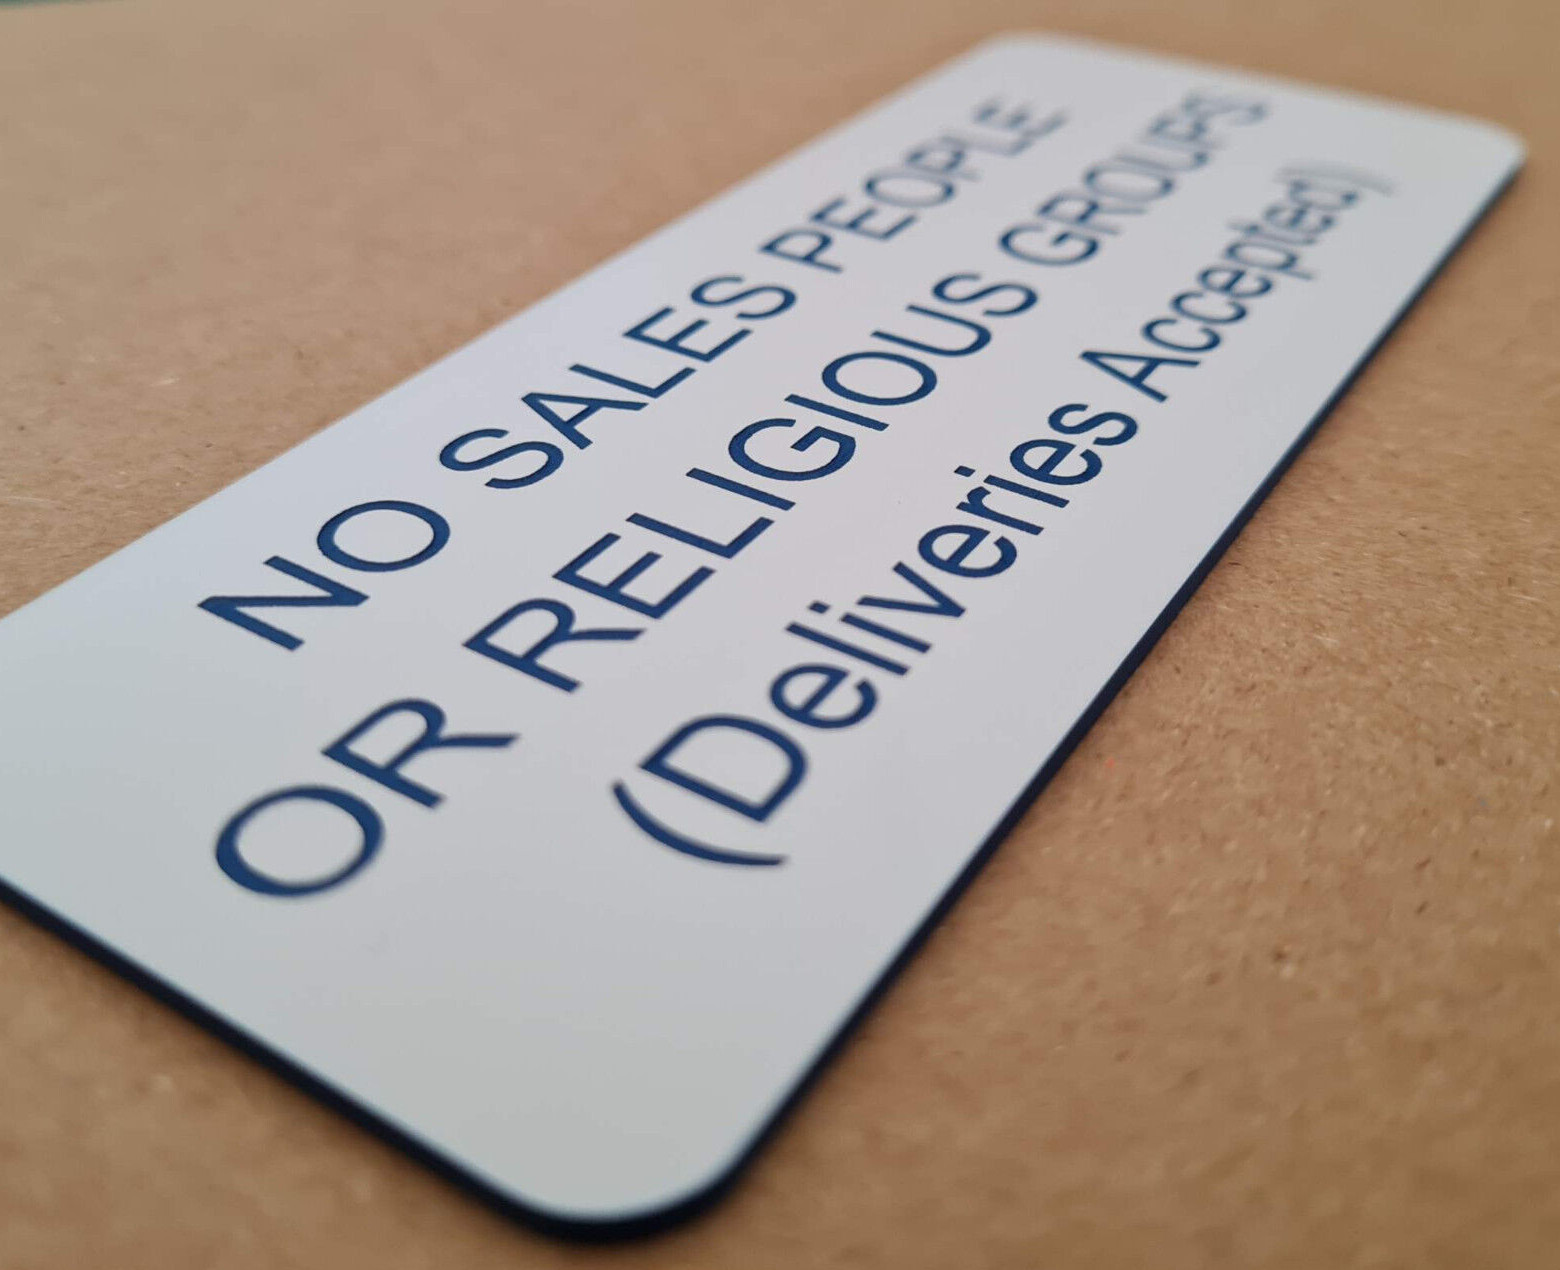 NO SALES PEOPLE
OR RELIGIOUS GROUPS
(Deliveries Accepted)